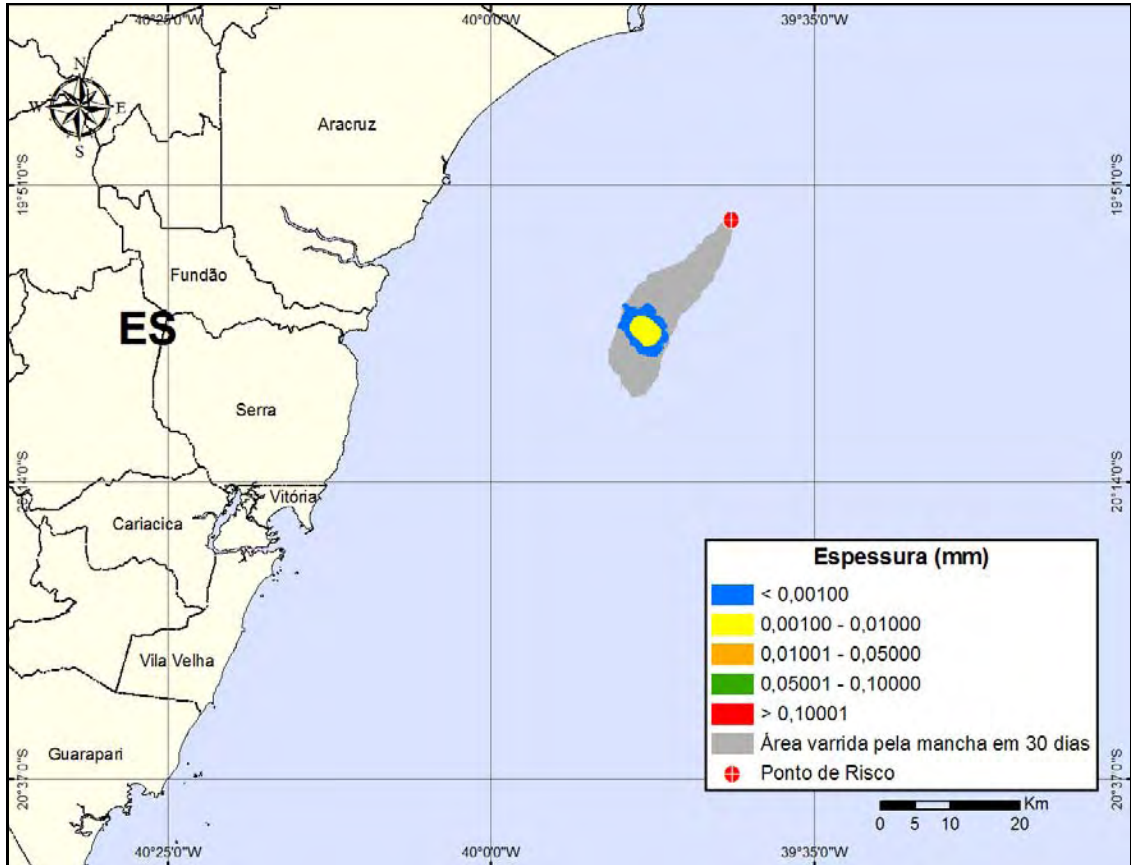 40°25'0"W
40°0'0"W
39°35'0"W
N
W
E
S
Aracruz
19°51'0"S
19°51'0"S
Fundão
ES
Serra
20°14'0"S
20°14'0"S
Vitória
Cariacica
Vila Velha
Guarapari
20°37'0"S
20°37'0"S
Espessura (mm)
< 0,00100
0,00100 - 0,01000
0,01001 - 0,05000
0,05001 - 0,10000
> 0,10001
Área varrida pela mancha em 30 dias
Ponto de Risco
Km
0 5 10 20
40°25'0"W
40°0'0"W
39°35'0"W